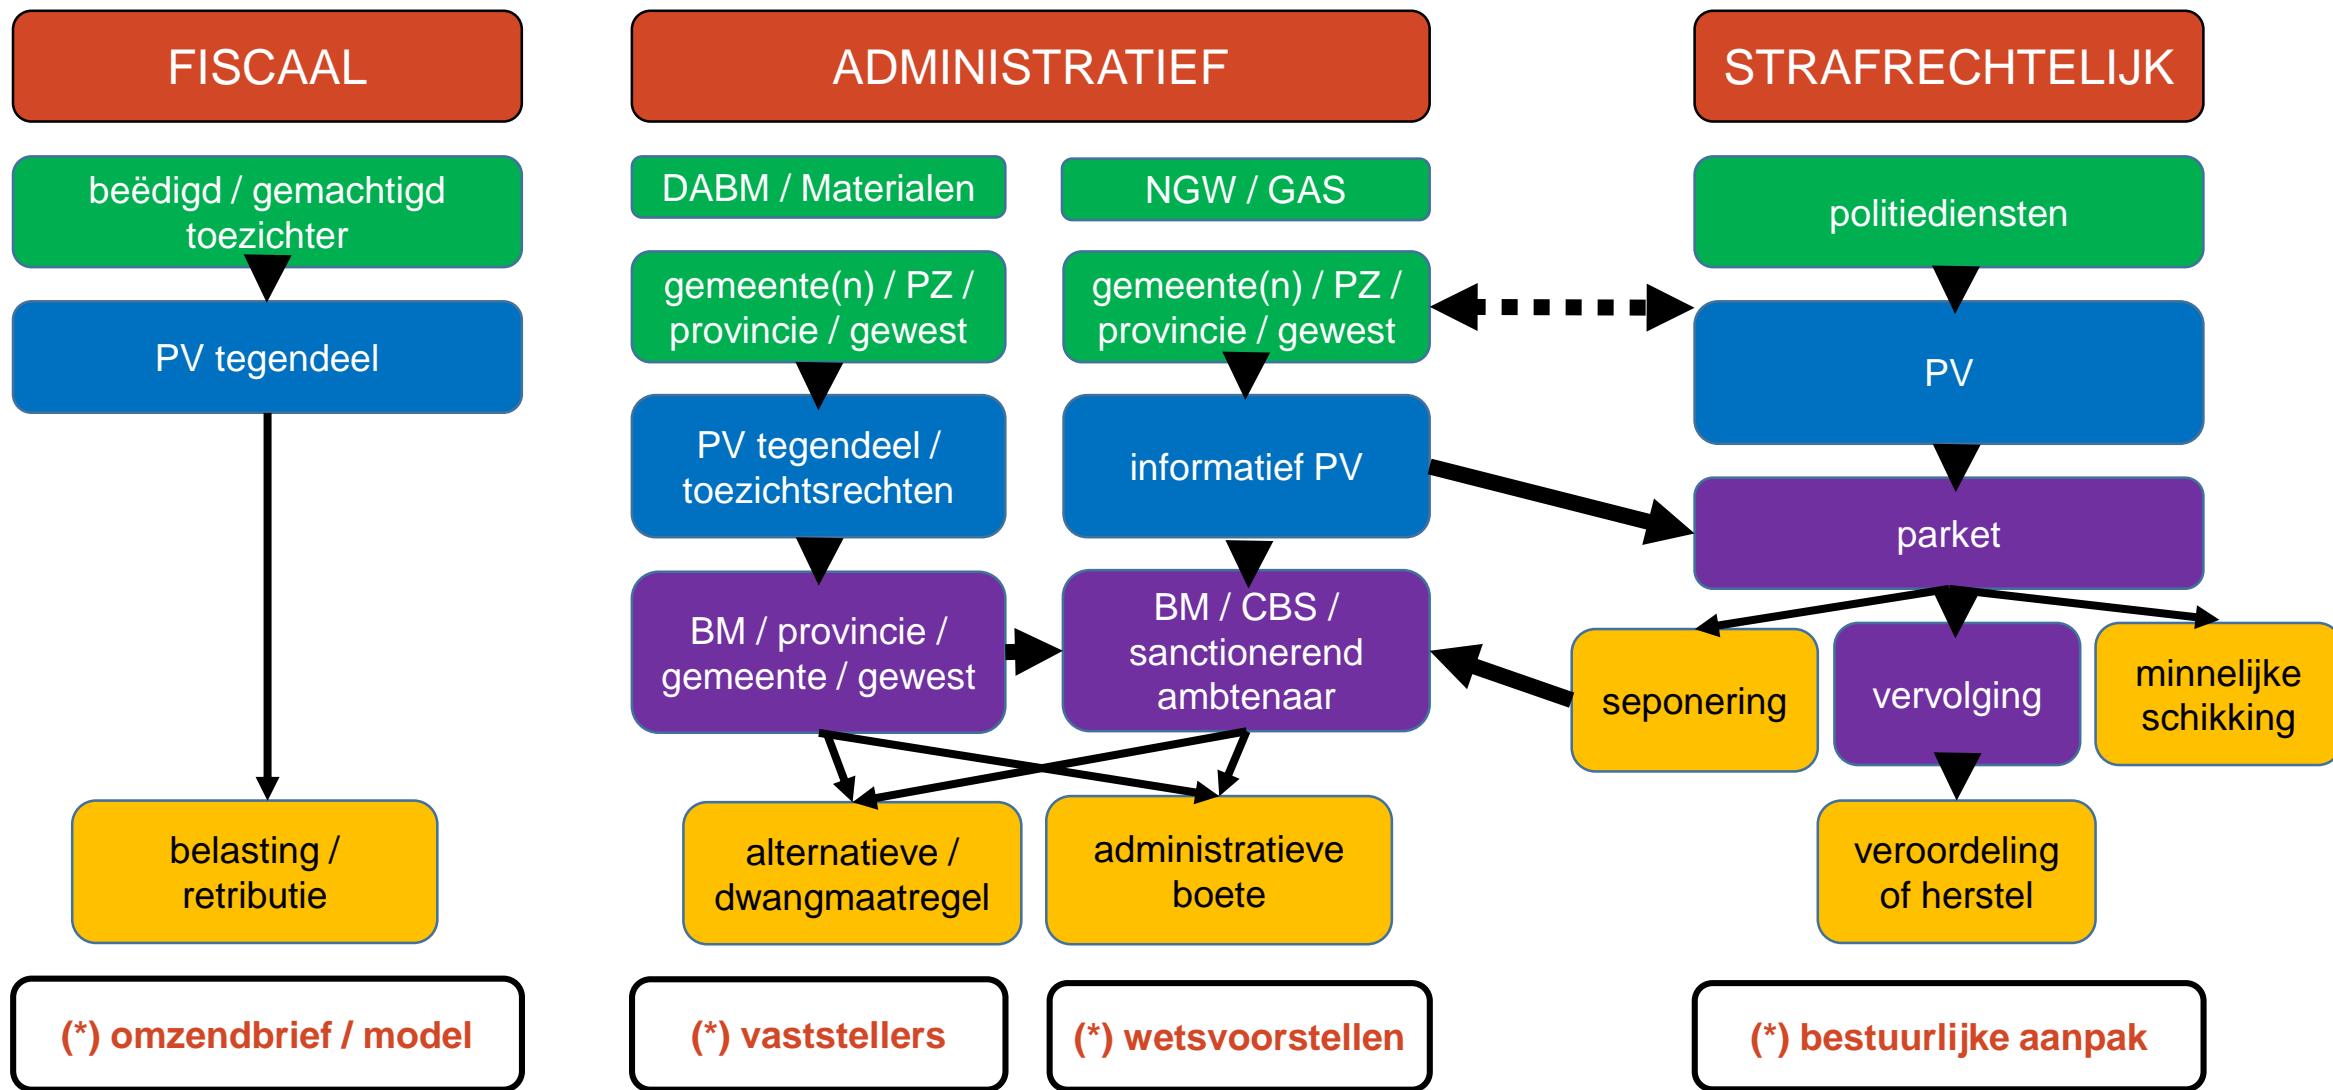 FISCAAL
ADMINISTRATIEF
STRAFRECHTELIJK
beëdigd / gemachtigd
toezichter
PV tegendeel
belasting /
retributie
(*) omzendbrief / model
DABM / Materialen
gemeente(n) / PZ /
provincie / gewest
PV tegendeel /
toezichtsrechten
BM / provincie /
gemeente / gewest
alternatieve /
dwangmaatregel
(*) vaststellers
NGW / GAS
gemeente(n) / PZ /
provincie / gewest
informatief PV
BM / CBS /
sanctionerend
ambtenaar
administratieve
boete
(*) wetsvoorstellen
politiediensten
PV
parket
seponering
vervolging
minnelijke
schikking
veroordeling
of herstel
(*) bestuurlijke aanpak